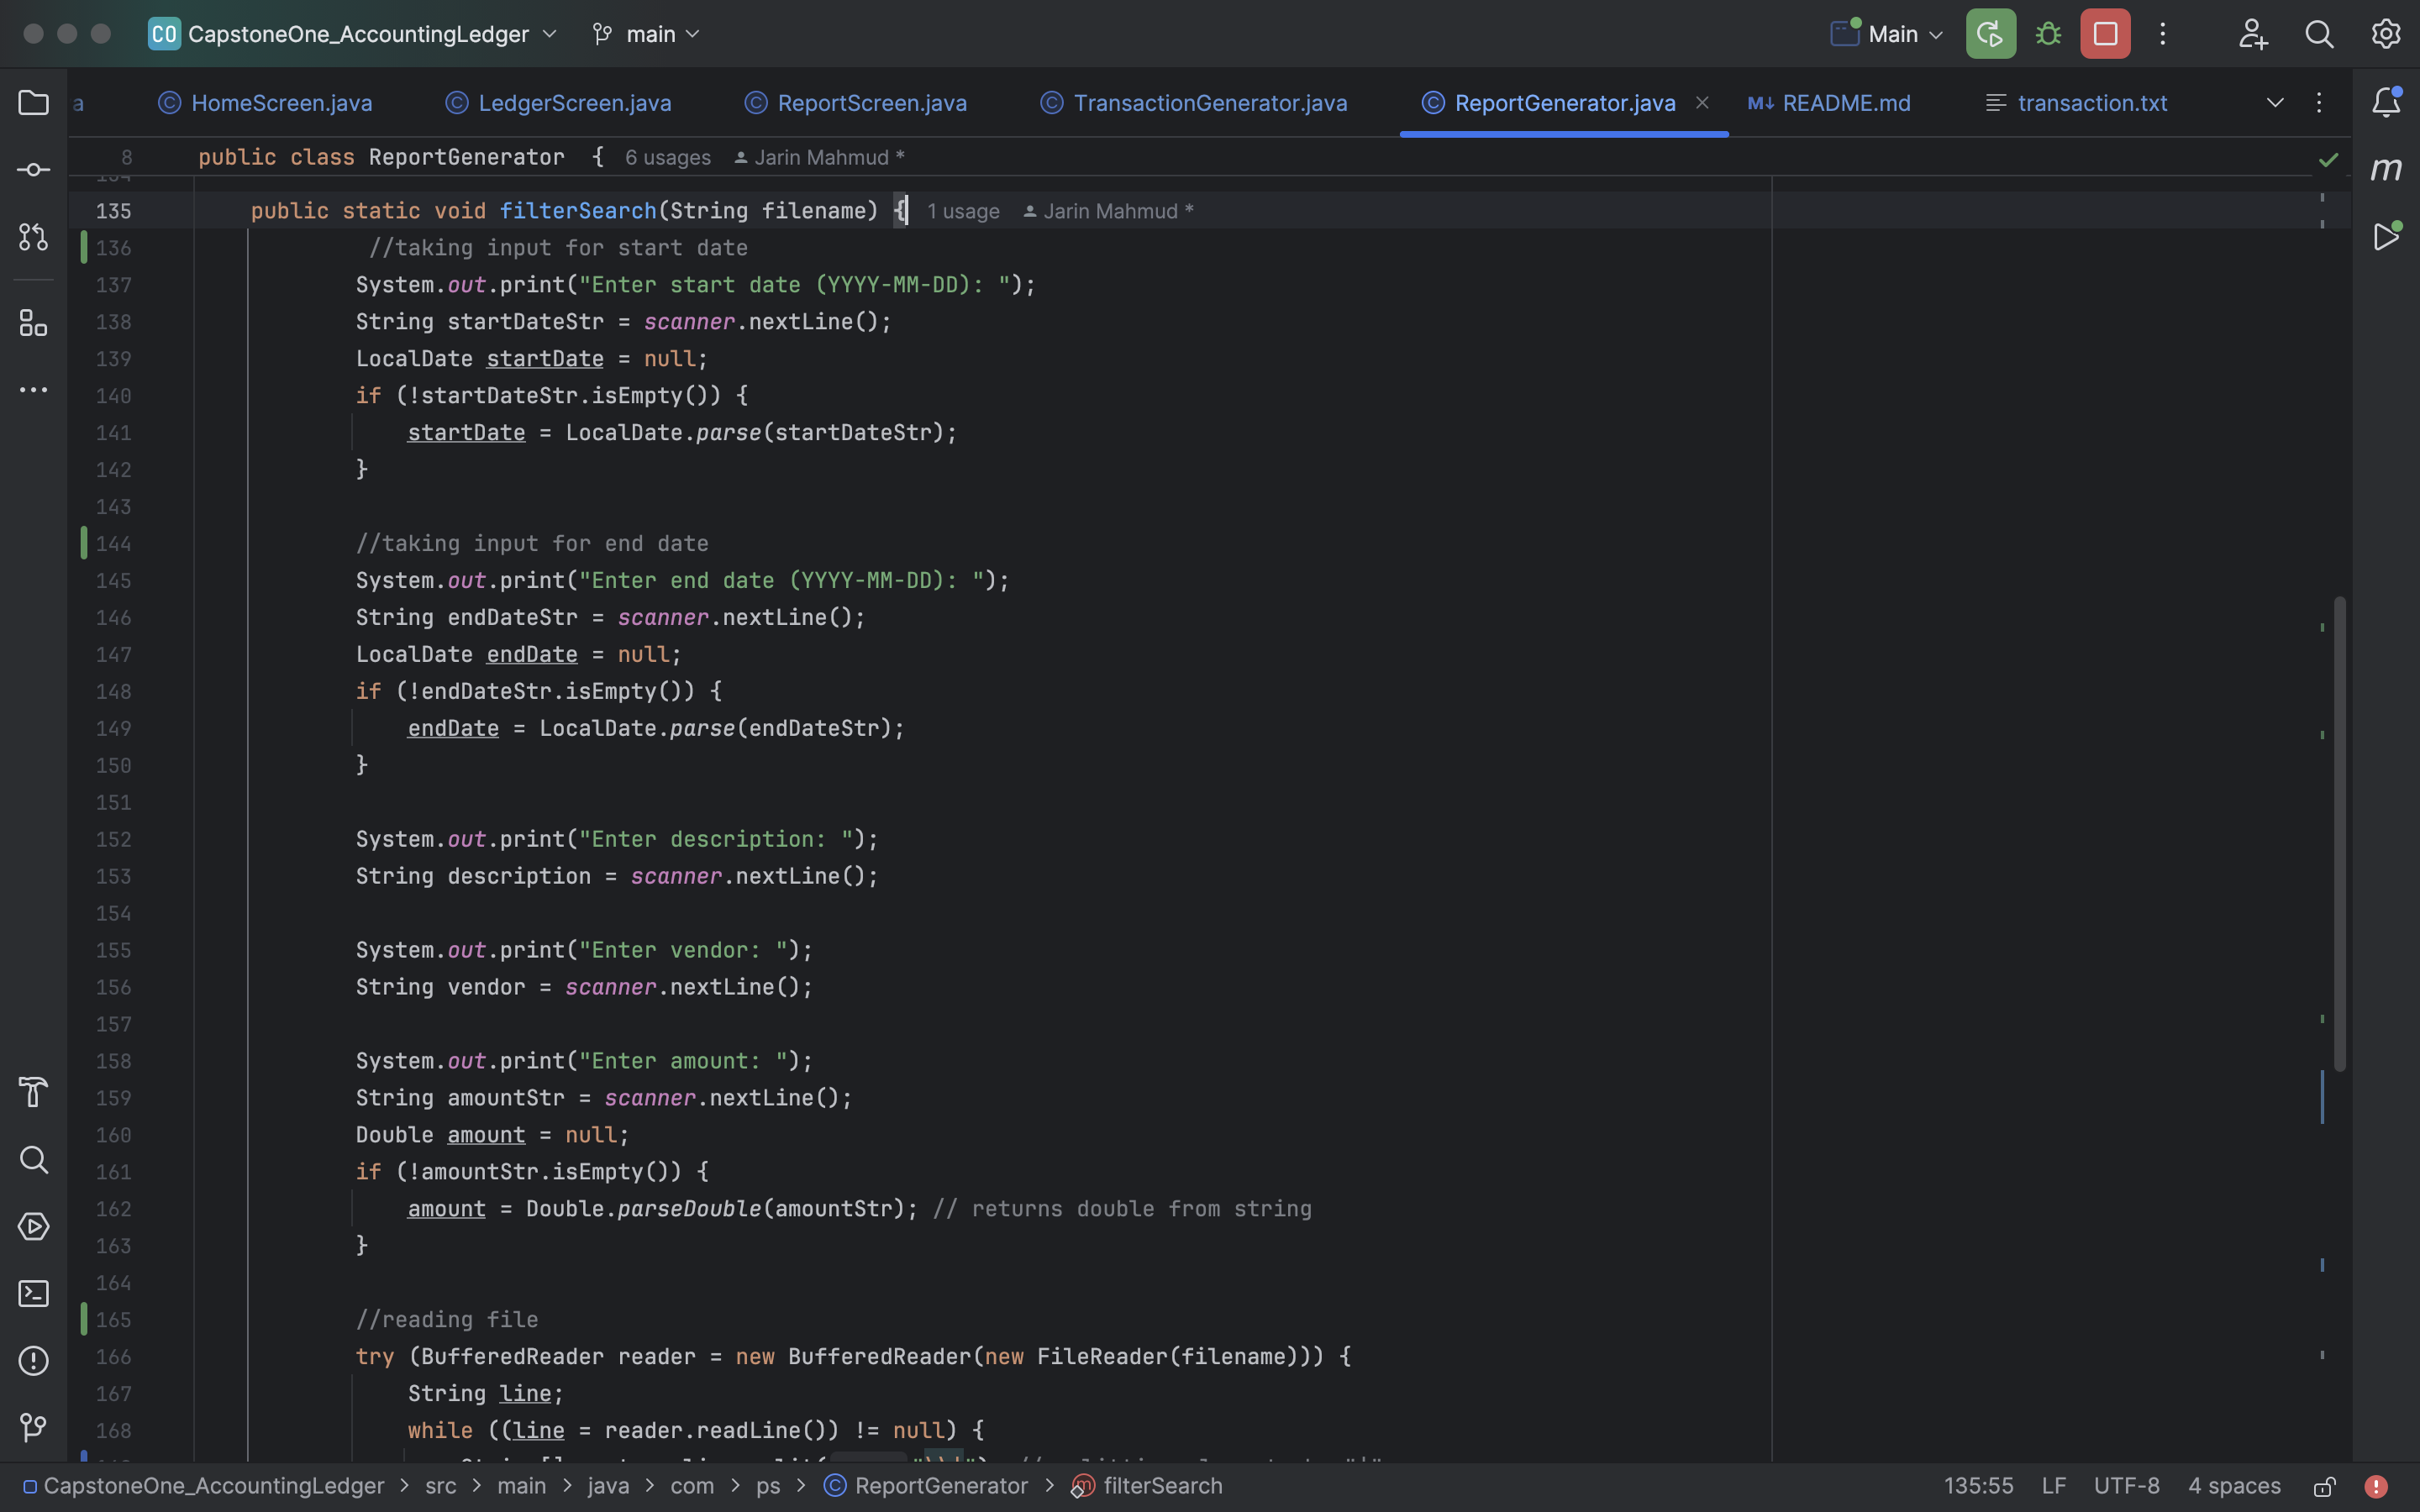 CO CapstoneOne_AccountingLedger main Main
a HomeScreen.java LedgerScreen.java ReportScreen.java TransactionGenerator.java ReportGenerator.java M↓ README.md transaction.txt
8 public class ReportGenerator { 6 usages Jarin Mahmud *
134
135 public static void filterSearch(String filename) { 1 usage Jarin Mahmud *
136 //taking input for start date
137 System.out.print("Enter start date (YYYY-MM-DD): ");
138 String startDateStr = scanner.nextLine();
139 LocalDate startDate = null;
140 if (!startDateStr.isEmpty()) {
141 startDate = LocalDate.parse(startDateStr);
142 }
143
144 //taking input for end date
145 System.out.print("Enter end date (YYYY-MM-DD): ");
146 String endDateStr = scanner.nextLine();
147 LocalDate endDate = null;
148 if (!endDateStr.isEmpty()) {
149 endDate = LocalDate.parse(endDateStr);
150 }
151
152 System.out.print("Enter description: ");
153 String description = scanner.nextLine();
154
155 System.out.print("Enter vendor: ");
156 String vendor = scanner.nextLine();
157
158 System.out.print("Enter amount: ");
159 String amountStr = scanner.nextLine();
160 Double amount = null;
161 if (!amountStr.isEmpty()) {
162 amount = Double.parseDouble(amountStr); // returns double from string
163 }
164
165 //reading file
166 try (BufferedReader reader = new BufferedReader(new FileReader(filename))) {
167 String line;
168 while ((line = reader.readLine()) != null) {
CapstoneOne_AccountingLedger > src > main > java > com > ps > ReportGenerator > filterSearch 135:55 LF UTF-8 4 spaces